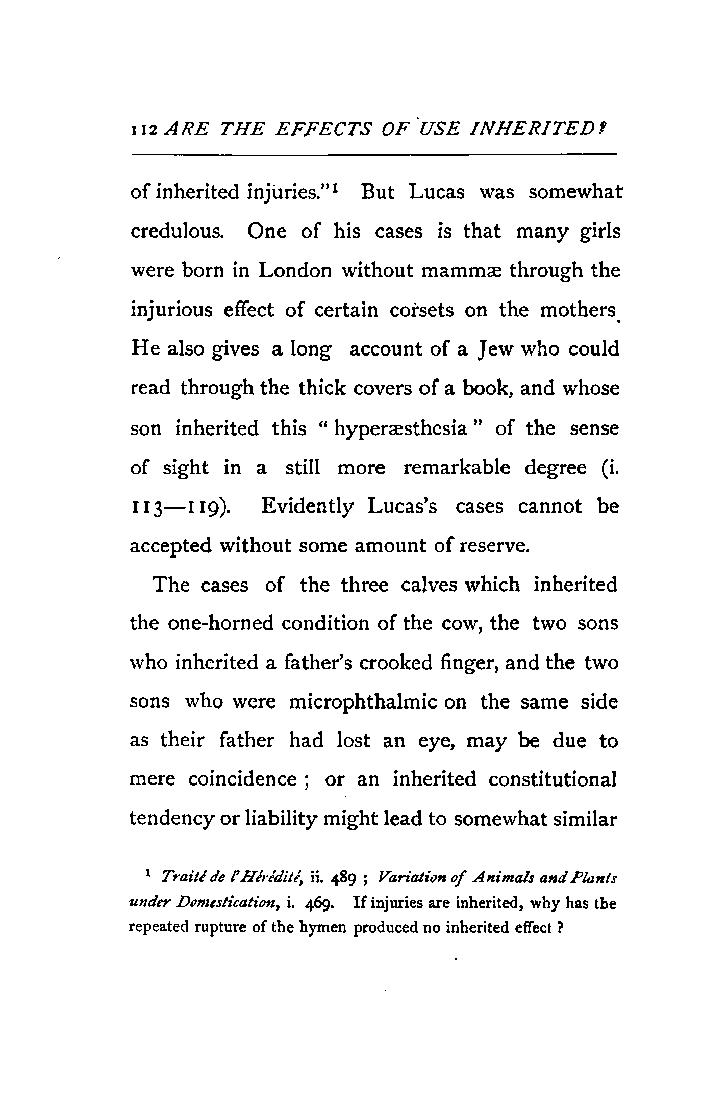 112 ARE THE EFFECTS OF USE INHERITED?
of inherited injuries."¹ But Lucas was somewhat
credulous. One of his cases is that many girls
were born in London without mammæ through the
injurious effect of certain corsets on the mothers.
He also gives a long account of a Jew who could
read through the thick covers of a book, and whose
son inherited this "hyperæsthesia" of the sense
of sight in a still more remarkable degree (i.
113—119). Evidently Lucas's cases cannot be
accepted without some amount of reserve.
The cases of the three calves which inherited
the one-horned condition of the cow, the two sons
who inherited a father's crooked finger, and the two
sons who were microphthalmic on the same side
as their father had lost an eye, may be due to
mere coincidence ; or an inherited constitutional
tendency or liability might lead to somewhat similar
¹ Traité de l'Hérédité, ii. 489 ; Variation of Animals and Plants
under Domestication, i. 469. If injuries are inherited, why has the
repeated rupture of the hymen produced no inherited effect ?